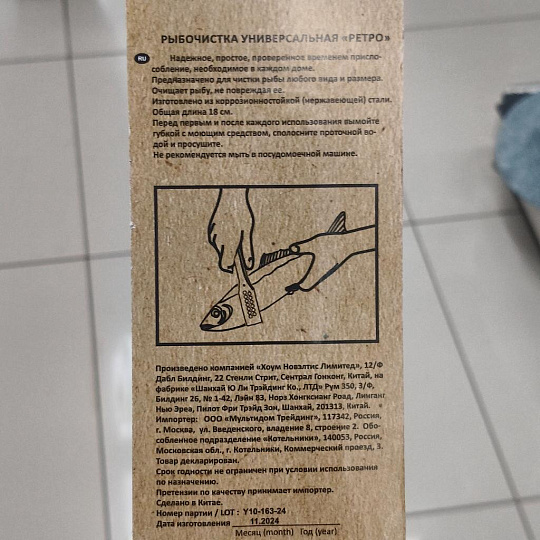 РЫБОЧИСТКА УНИВЕРСАЛЬНАЯ «РЕТРО»
RU Надежное, простое, проверенное временем приспо-
собление, необходимое в каждом доме.
Предназначено для чистки рыбы любого вида и размера.
Очищает рыбу, не повреждая ее.
Изготовлено из коррозионностойкой (нержавеющей) стали.
Общая длина 18 см.
Перед первым и после каждого использования вымойте
губкой с моющим средством, сполосните проточной во-
дой и просушите.
Не рекомендуется мыть в посудомоечной машине.
Произведено компанией «Хоум Новэлтис Лимитед», 12/Ф
Дабл Билдинг, 22 Стенли Стрит, Сентрал Гонконг, Китай, на
фабрике «Шанхай Ю Ли Трэйдинг Ко., ЛТД» Рум 350, 3/Ф,
Билдинг 26, № 1-42, Лэйн 83, Норз Хонгксианг Роад, Линганг
Нью Эреа, Пилот Фри Трэйд Зон, Шанхай, 201313, Китай.
Импортер: ООО «Мультидом Трейдинг», 117342, Россия,
г. Москва, ул. Введенского, владение 8, строение 2. Обо-
собленное подразделение «Котельники», 140053, Россия,
Московская обл., г. Котельники, Коммерческий проезд, 3.
Товар декларирован.
Срок годности не ограничен при условии использования
по назначению.
Претензии по качеству принимает импортер.
Сделано в Китае.
Номер партии / LOT : Y10-163-24
Дата изготовления 11.2024
Месяц (month) Год (year)